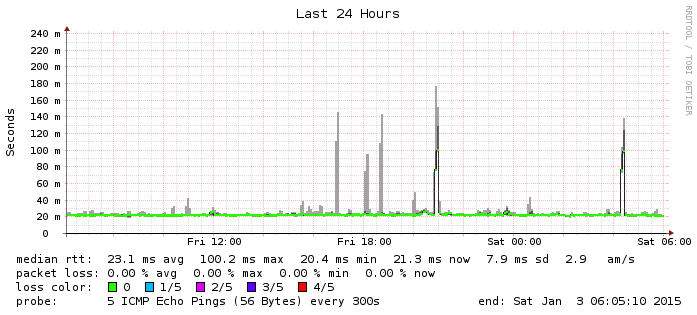 Last 24 Hours
RRDTOOL / TOBI OETIKER
Seconds
240 m
220 m
200 m
180 m
160 m
140 m
120 m
100 m
80 m
60 m
40 m
20 m
0
Fri 12:00 Fri 18:00 Sat 00:00 Sat 06:00
median rtt: 23.1 ms avg 100.2 ms max 20.4 ms min 21.3 ms now 7.9 ms sd 2.9 am/s
packet loss: 0.00 % avg 0.00 % max 0.00 % min 0.00 % now
loss color: 0 1/5 2/5 3/5 4/5
probe: 5 ICMP Echo Pings (56 Bytes) every 300s end: Sat Jan 3 06:05:10 2015